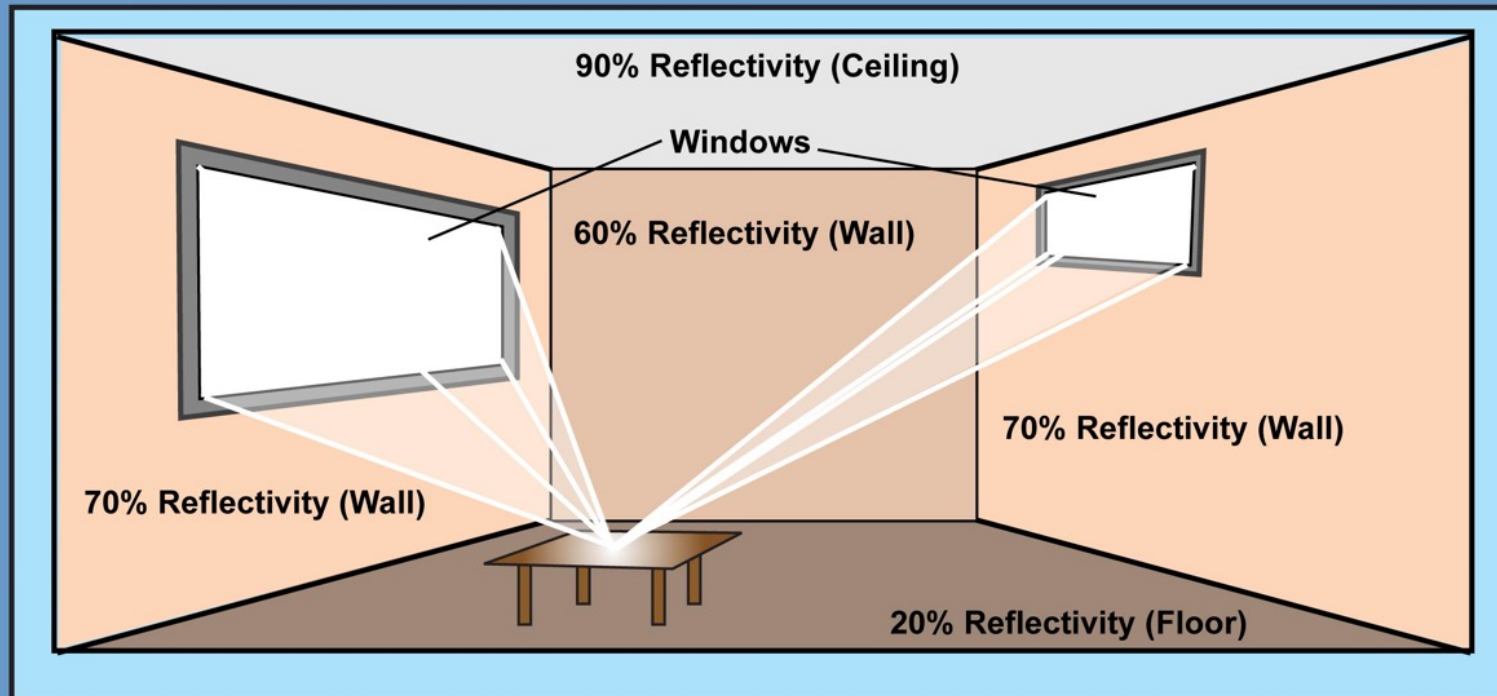 90% Reflectivity (Ceiling)
Windows
60% Reflectivity (Wall)
70% Reflectivity (Wall)
70% Reflectivity (Wall)
20% Reflectivity (Floor)